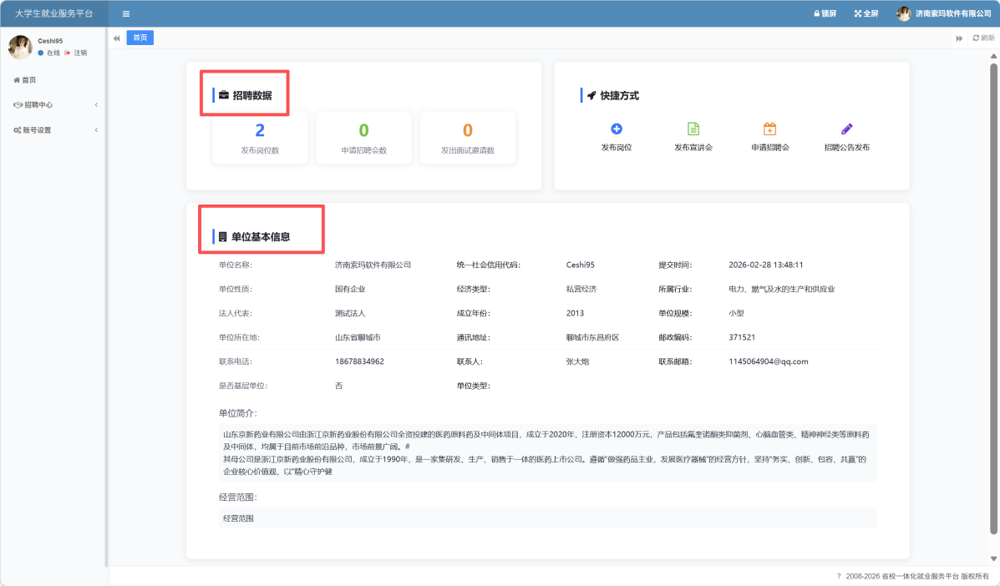 大学生就业服务平台
锁屏 全屏 济南索玛软件有限公司
Ceshi95
在线 注销
首页
招聘中心
账号设置
首页
刷新
招聘数据
2 0 0
发布岗位数 申请招聘会数 发出面试邀请数
快捷方式
发布岗位 发布宣讲会 申请招聘会 招聘公告发布
单位基本信息
单位名称: 济南索玛软件有限公司 统一社会信用代码: Ceshi95 提交时间: 2026-02-28 13:48:11
单位性质: 国有企业 经济类型: 私营经济 所属行业: 电力、燃气及水的生产和供应业
法人代表: 测试法人 成立年份: 2013 单位规模: 小型
单位所在地: 山东省聊城市 通讯地址: 聊城市东昌府区 邮政编码: 371521
联系电话: 18678834962 联系人: 张大炮 联系邮箱: 1145064904@qq.com
是否基层单位: 否 单位类型:
单位简介:
山东京新药业有限公司由浙江京新药业股份有限公司全资投建的医药原料药及中间体项目，成立于2020年，注册资本12000万元，产品包括氟奎诺酮类抑菌剂、心脑血管类、精神神经类等原料药
及中间体，均属于目前市场前沿品种，市场前景广阔。#
其母公司是浙江京新药业股份有限公司，成立于1990年，是一家集研发、生产、销售于一体的医药上市公司。遵循"做强药品主业，发展医疗器械"的经营方针，坚持"务实、创新、包容、共赢"的
企业核心价值观，以"精心守护健
经营范围:
经营范围
? 2008-2026 省校一体化就业服务平台 版权所有